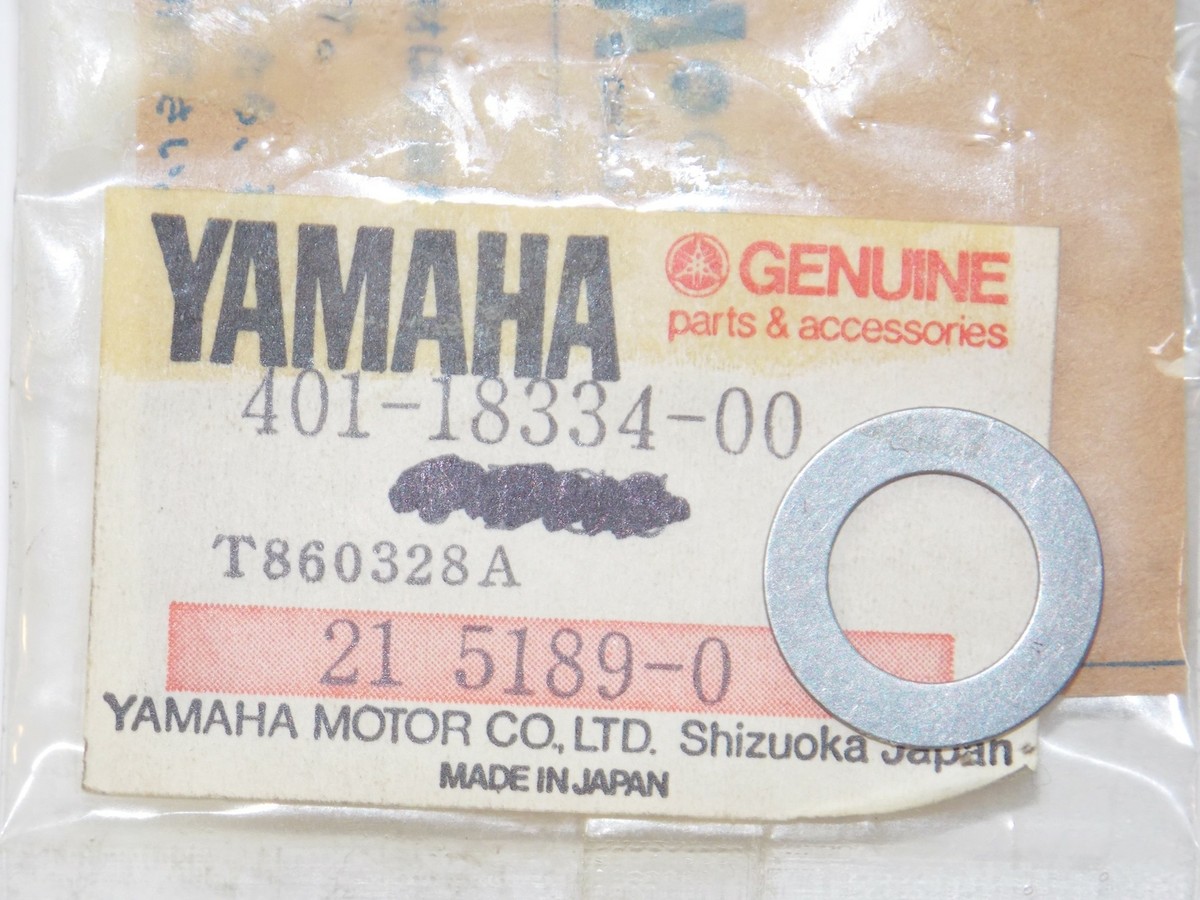 YAMAHA
GENUINE
parts & accessories
401-18334-00
T860328A
21 5189-0
YAMAHA MOTOR CO., LTD. Shizuoka Japan
MADE IN JAPAN